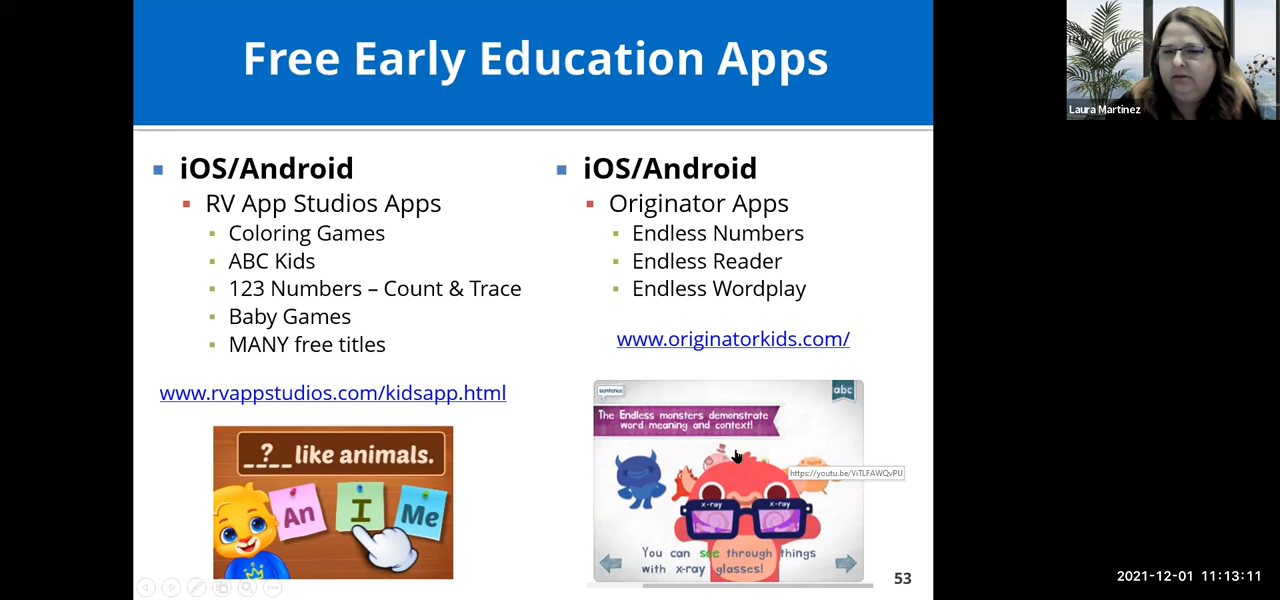 Free Early Education Apps
iOS/Android
RV App Studios Apps
Coloring Games
ABC Kids
123 Numbers – Count & Trace
Baby Games
MANY free titles
www.rvappstudios.com/kidsapp.html
_?___like animals.
An
I
Me
iOS/Android
Originator Apps
Endless Numbers
Endless Reader
Endless Wordplay
www.originatorkids.com/
sentence
abc
The Endless monsters demonstrate
word meaning and context!
https://youtu.be/ViTLFAWQvPU
x-ray
x-ray
You can see through things
with x-ray glasses!
53
Laura Martinez
2021-12-01 11:13:11